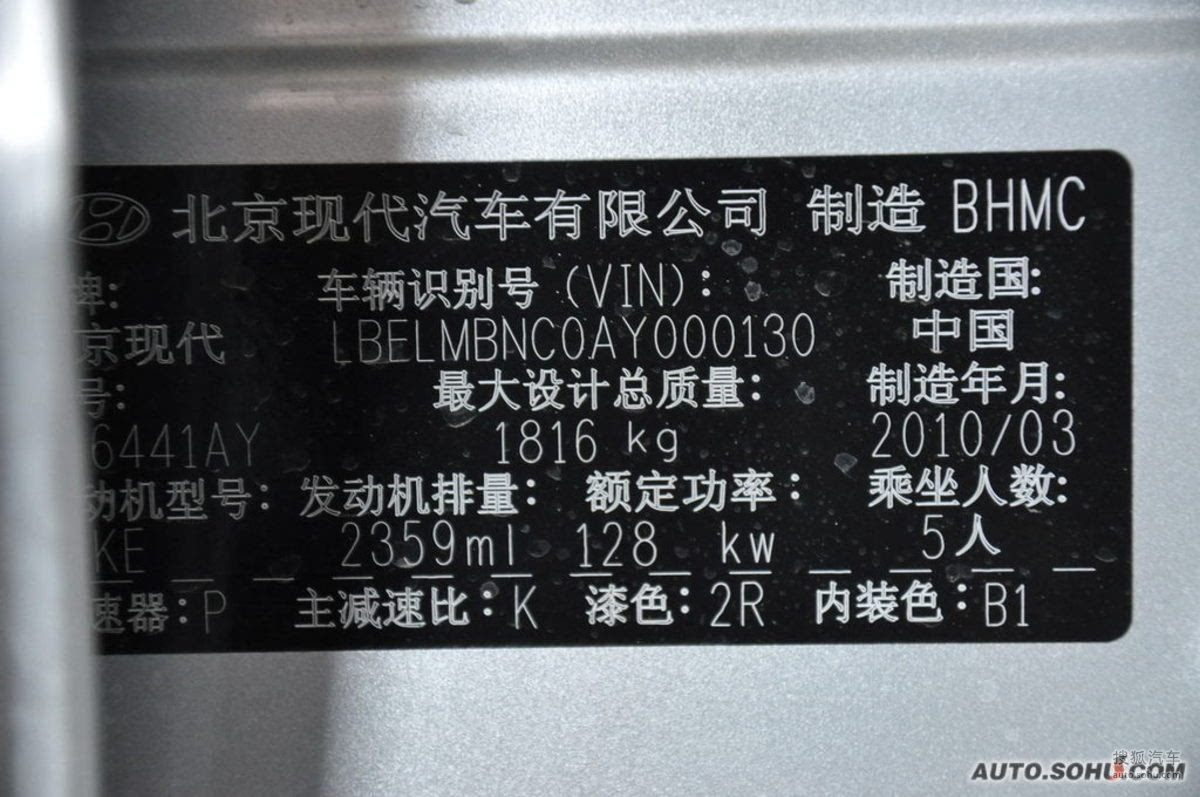 北京现代汽车有限公司 制造 BHMC
牌: 车辆识别号 (VIN): 制造国:
京现代 LBELMBNC0AY000130 中国
号: 最大设计总质量: 制造年月:
6441AY 1816 kg 2010/03
动机型号: 发动机排量: 额定功率: 乘坐人数:
KE 2359ml 128 kw 5人
速器:P 主减速比:K 漆色:2R 内装色:B1
搜狐汽车
auto.sohu.com
AUTO.SOHU.COM